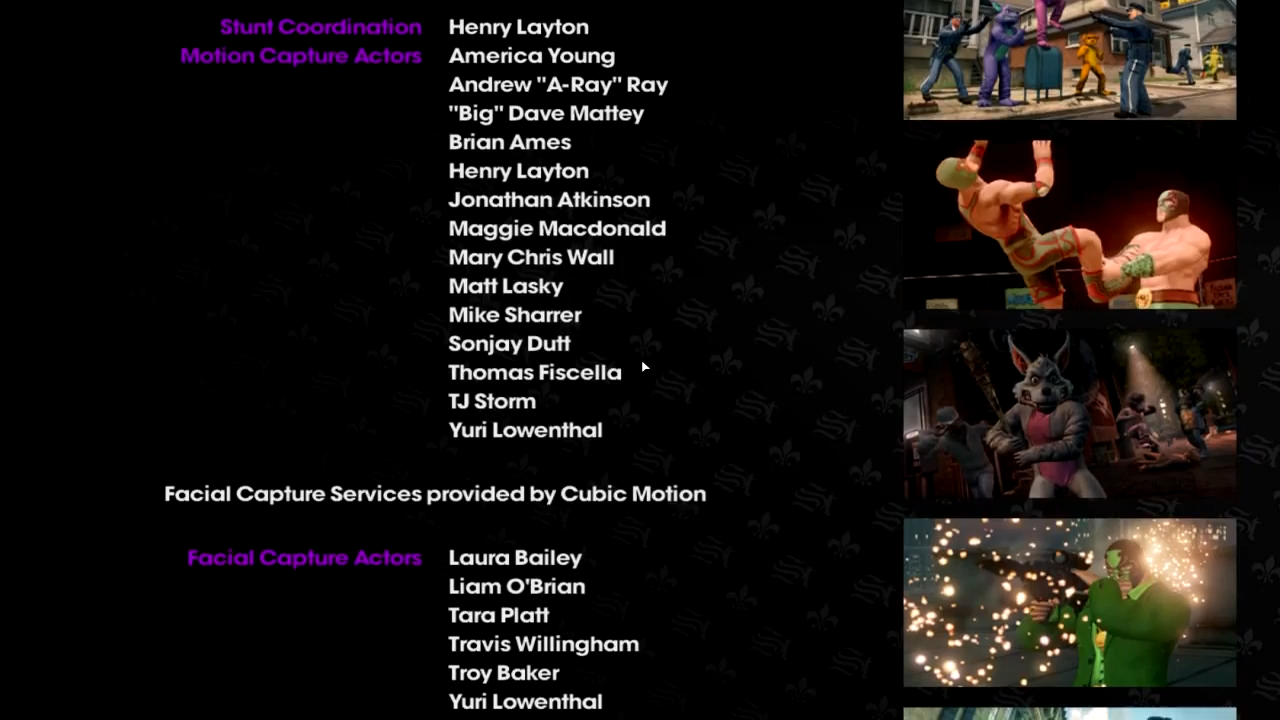 Stunt Coordination Henry Layton
Motion Capture Actors America Young
Andrew "A-Ray" Ray
"Big" Dave Mattey
Brian Ames
Henry Layton
Jonathan Atkinson
Maggie Macdonald
Mary Chris Wall
Matt Lasky
Mike Sharrer
Sonjay Dutt
Thomas Fiscella
TJ Storm
Yuri Lowenthal
Facial Capture Services provided by Cubic Motion
Facial Capture Actors Laura Bailey
Liam O'Brian
Tara Platt
Travis Willingham
Troy Baker
Yuri Lowenthal